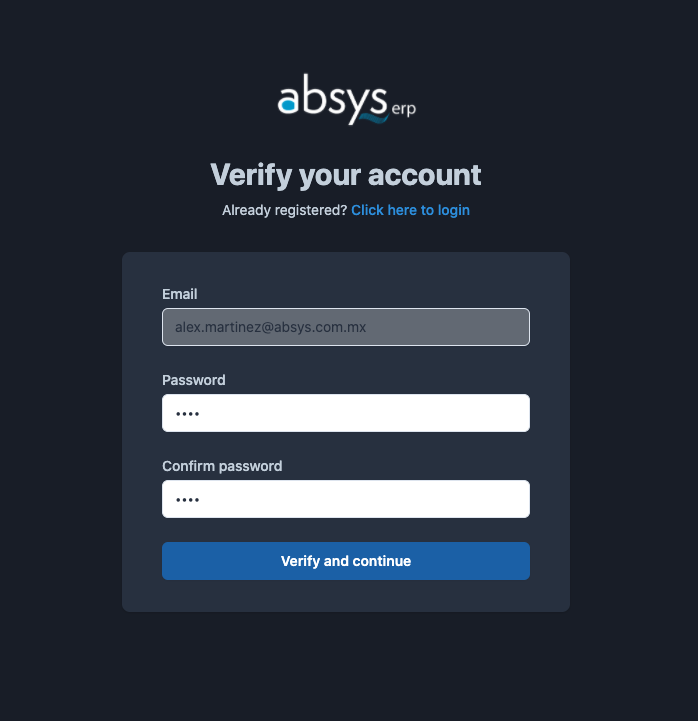 absys erp
Verify your account
Already registered? Click here to login
Email
alex.martinez@absys.com.mx
Password
••••
Confirm password
••••
Verify and continue